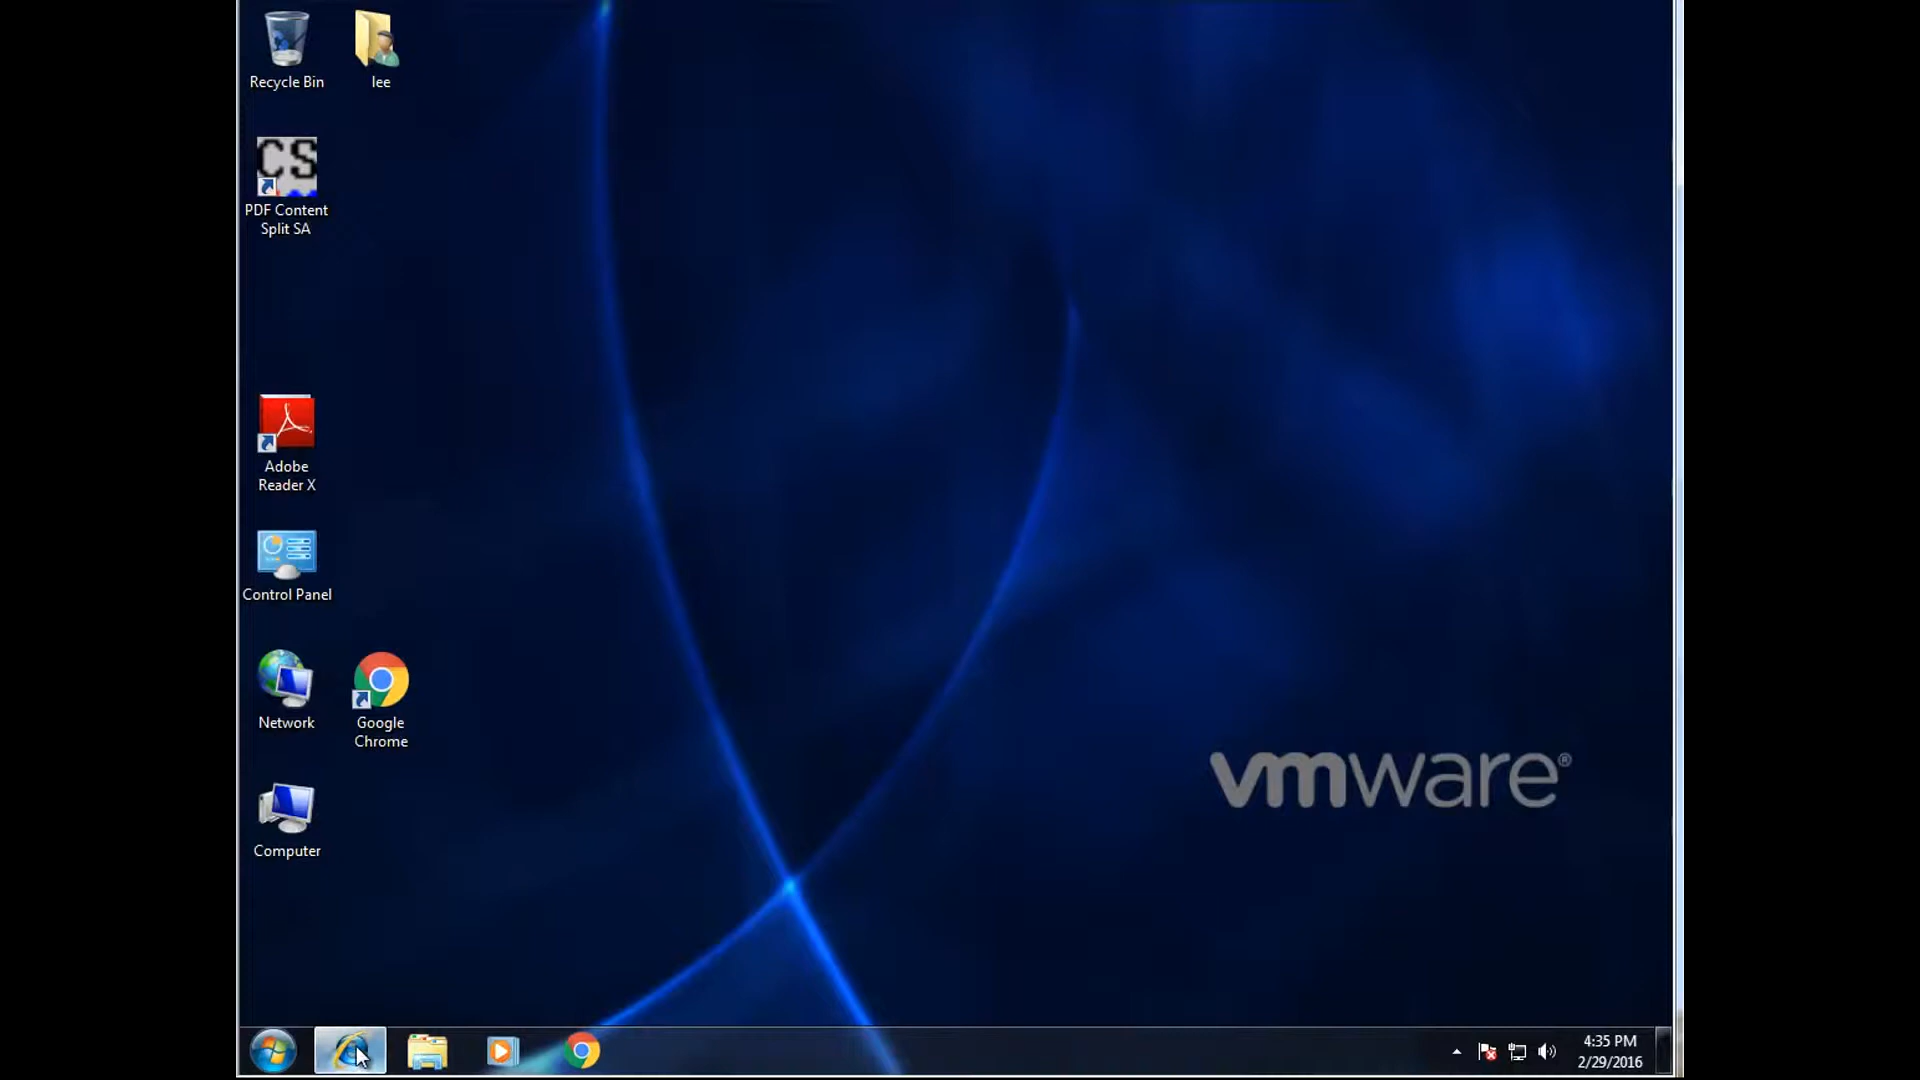 Recycle Bin
lee
CS
PDF Content
Split SA
Adobe
Reader X
Control Panel
Network
Google
Chrome
Computer
vmware®
4:35 PM
2/29/2016